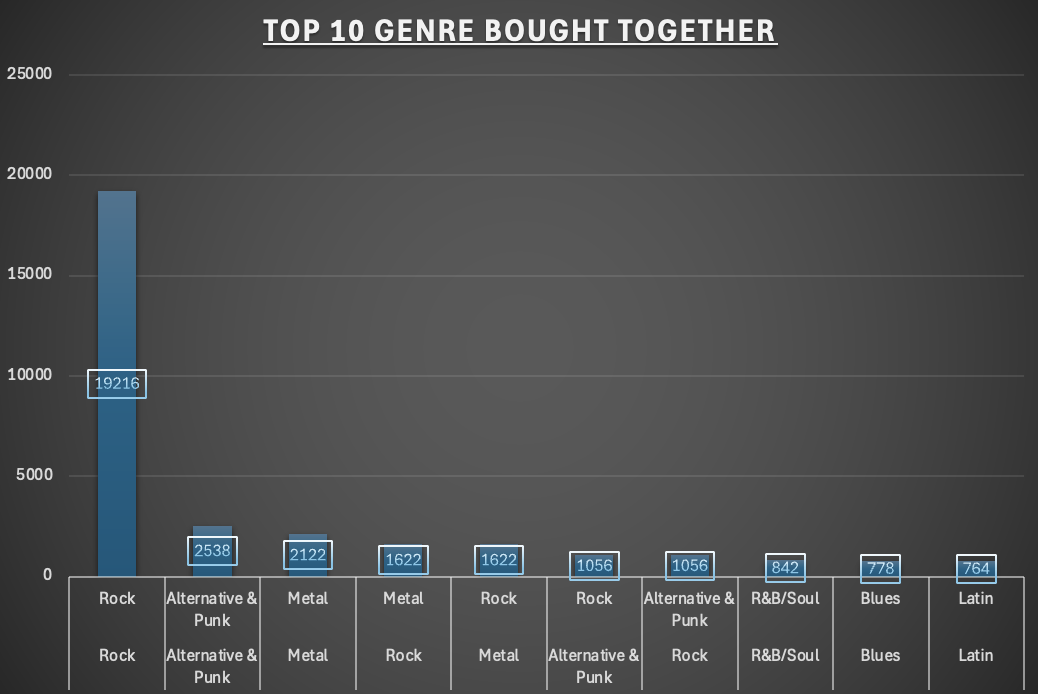 TOP 10 GENRE BOUGHT TOGETHER
25000
20000
15000
10000
5000
0
19216
2538
2122
1622
1622
1056
1056
842
778
764
Rock
Alternative &
Punk
Metal
Metal
Rock
Rock
Alternative &
Punk
R&B/Soul
Blues
Latin
Rock
Alternative &
Punk
Metal
Rock
Metal
Alternative &
Punk
Rock
R&B/Soul
Blues
Latin